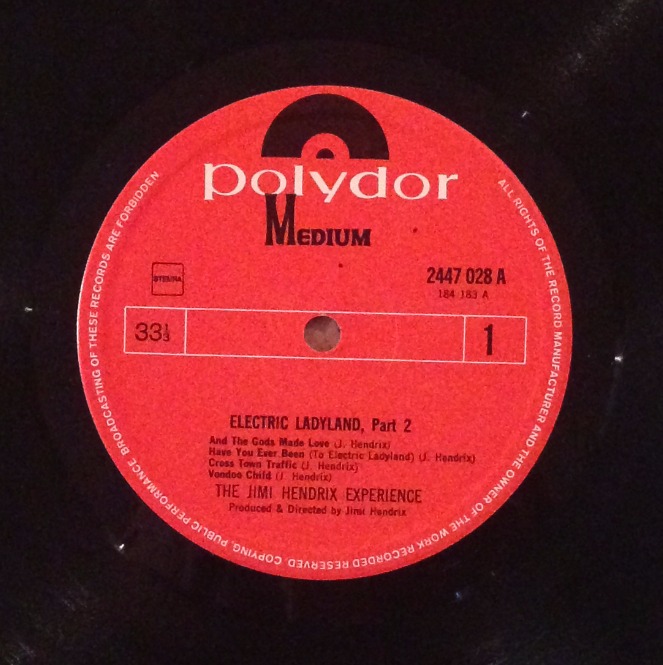 polydor
MEDIUM
STEMRA
2447 028 A
184 183 A
33 1/3
1
ELECTRIC LADYLAND, Part 2
And The Gods Made Love (J. Hendrix)
Have You Ever Been (To Electric Ladyland) (J. Hendrix)
Cross Town Traffic (J. Hendrix)
Voodoo Child (J. Hendrix)
THE JIMI HENDRIX EXPERIENCE
Produced & Directed by Jimi Hendrix
ALL RIGHTS OF THE RECORD MANUFACTURER AND THE OWNER OF THE WORK RECORDED RESERVED. COPYING, PUBLIC PERFORMANCE BROADCASTING OF THESE RECORDS ARE FORBIDDEN